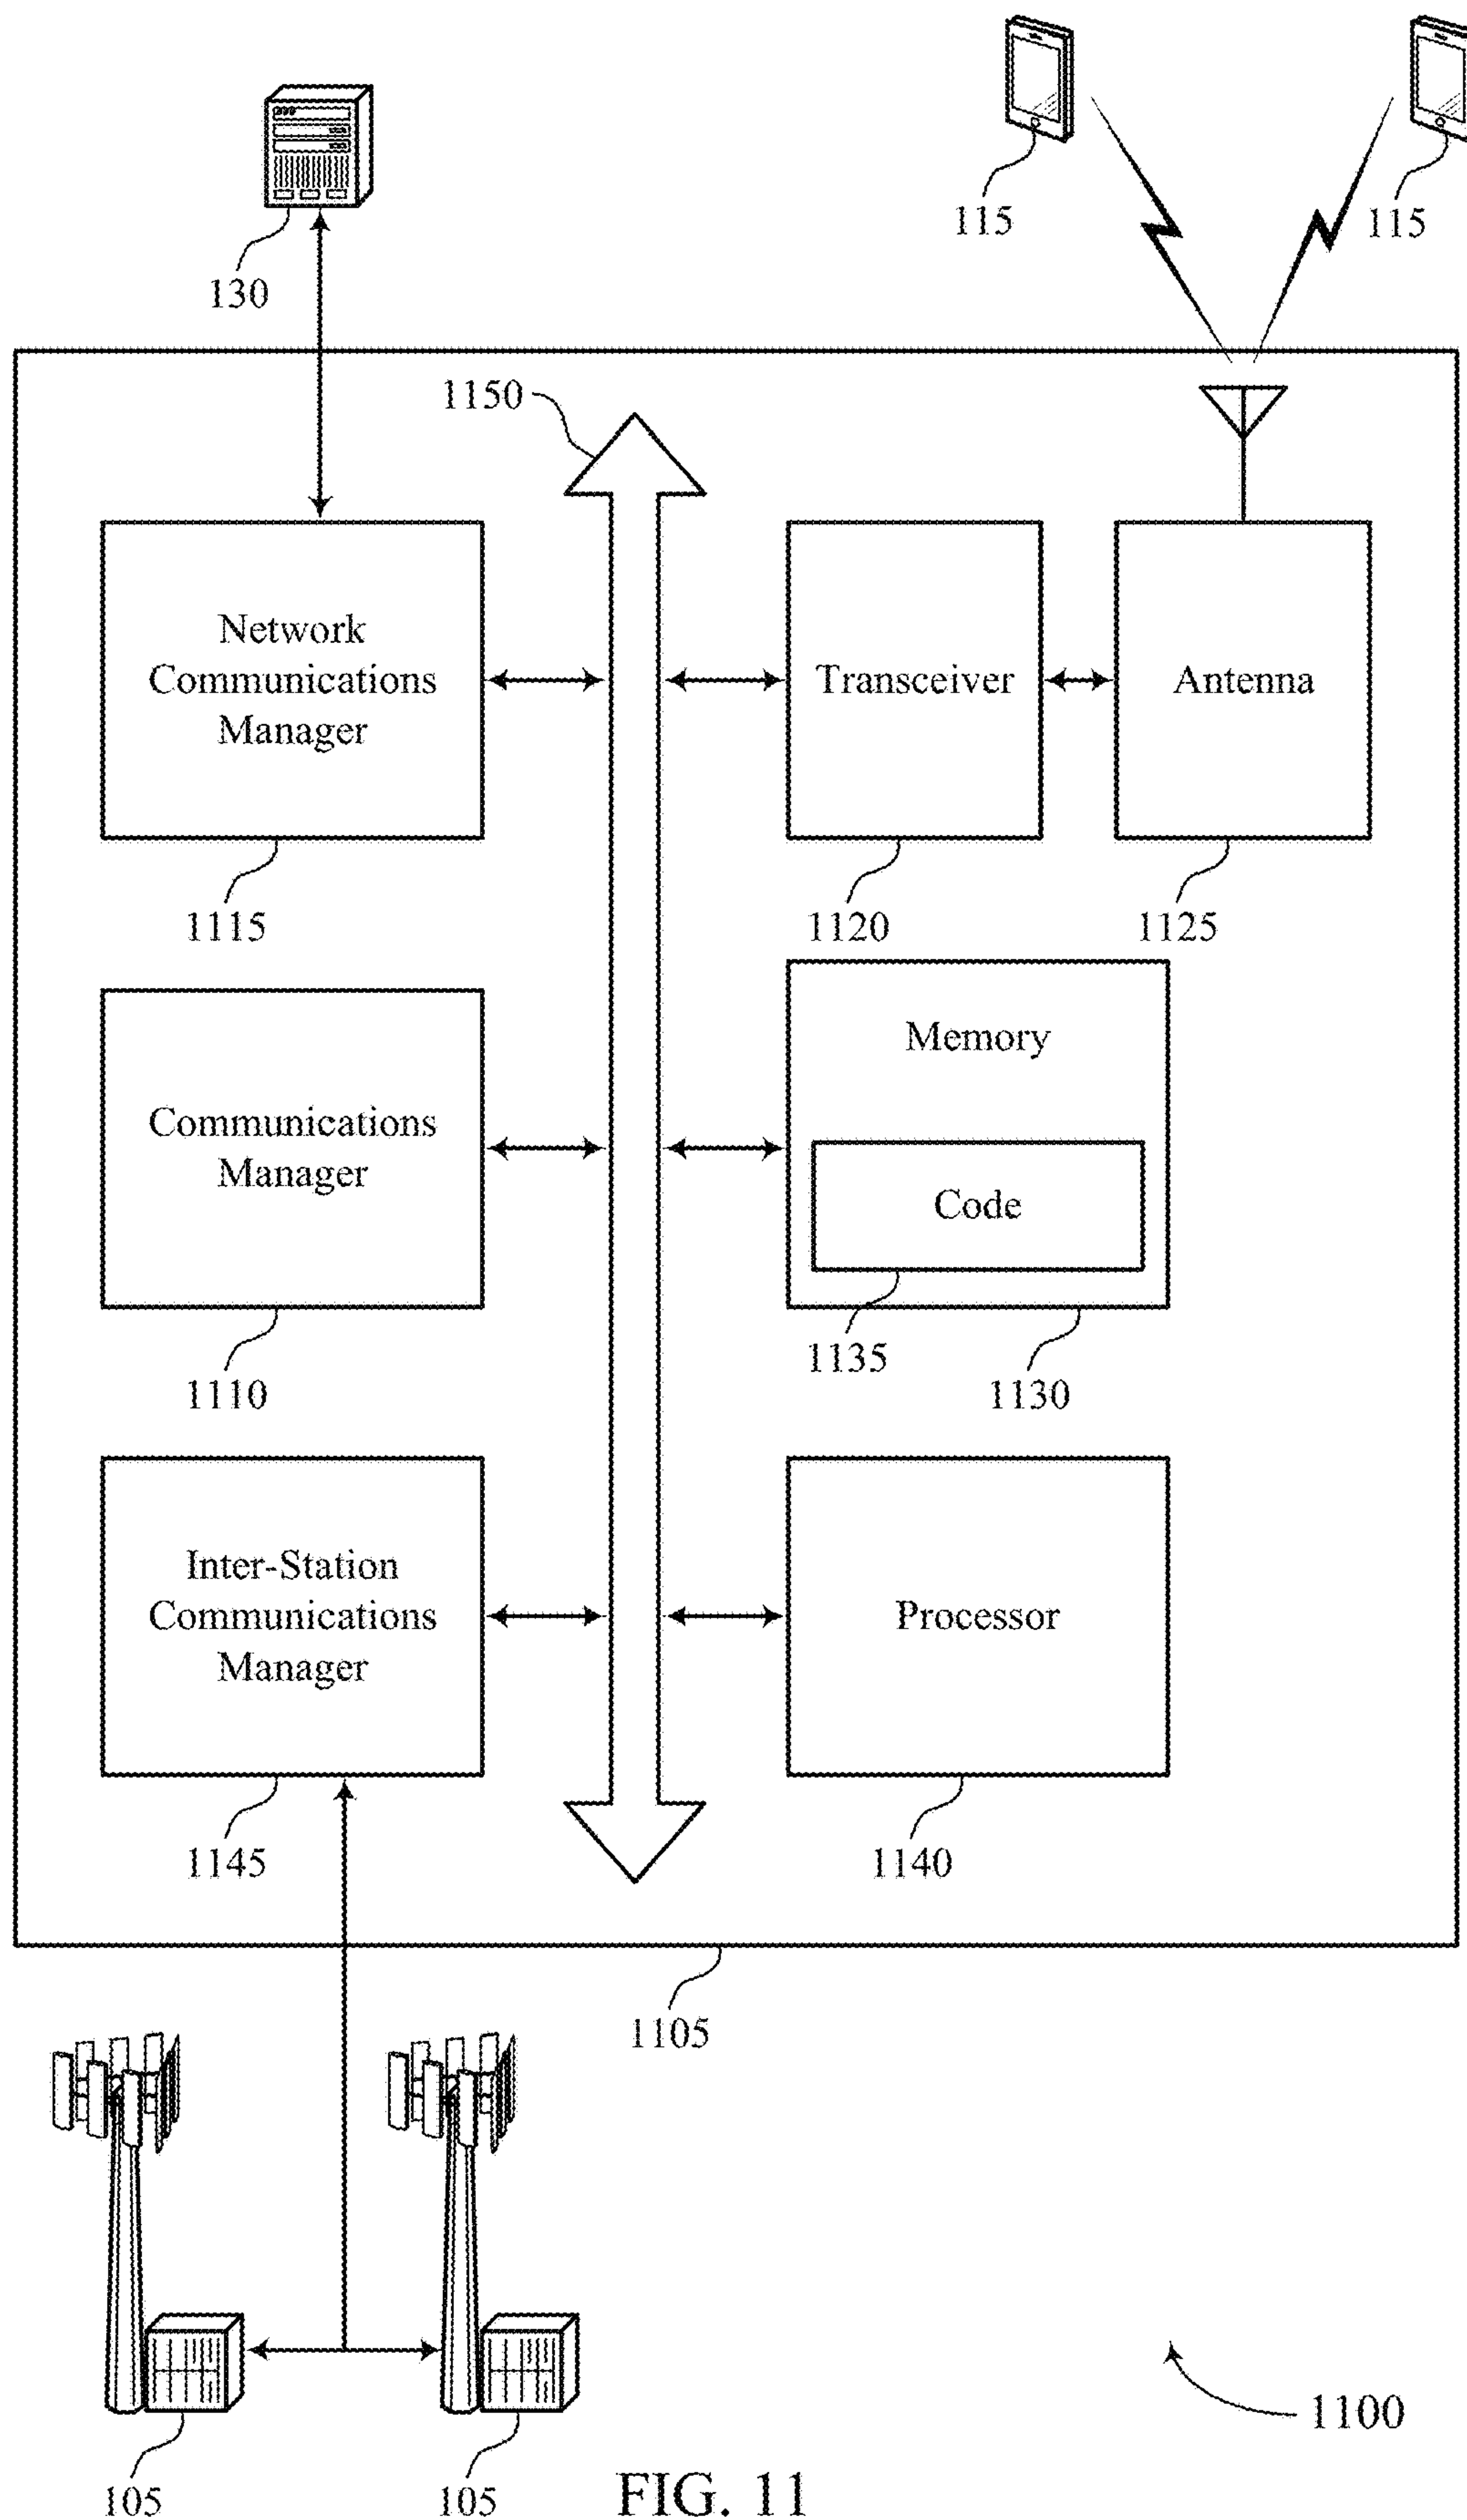 115
115
130
1150
Network
Communications
Manager
Transceiver
Antenna
1115
1120
1125
Communications
Manager
Memory
Code
1135
1130
1110
Inter-Station
Communications
Manager
Processor
1145
1140
1105
105
105
1100
FIG. 11